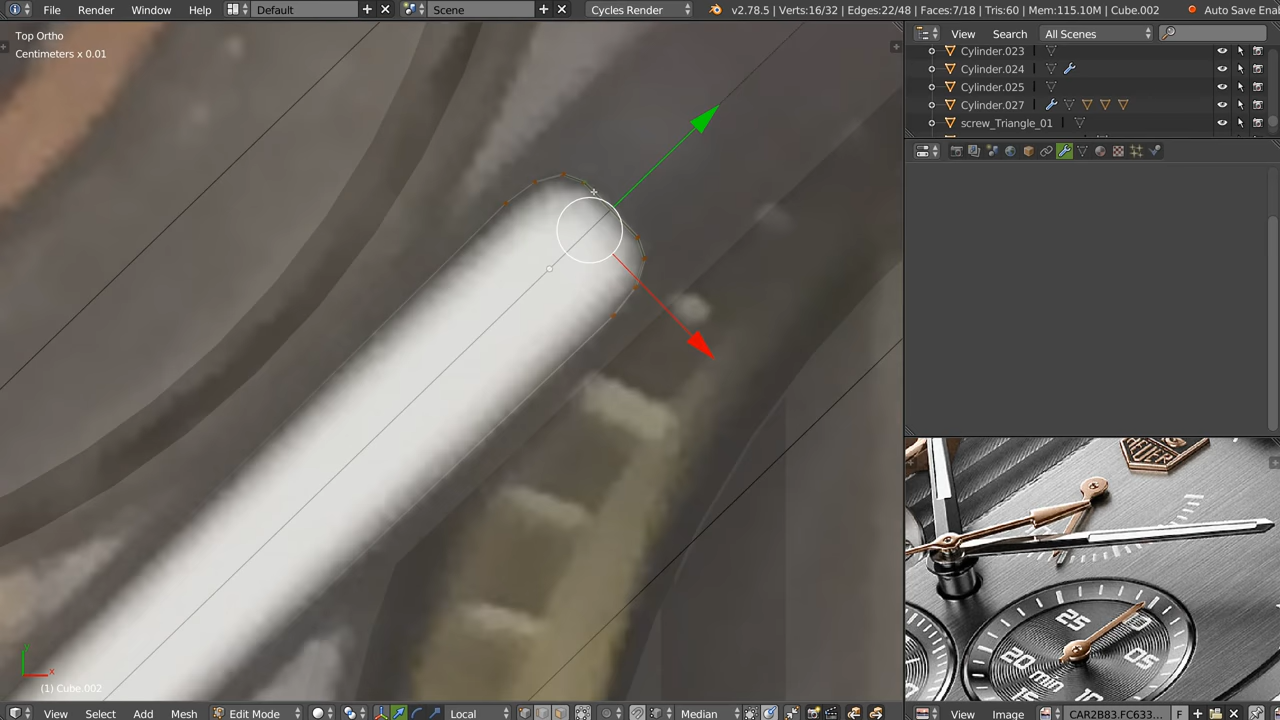 File Render Window Help Default Scene Cycles Render v2.78.5 | Verts:16/32 | Edges:22/48 | Faces:7/18 | Tris:60 | Mem:115.10M | Cube.002 Auto Save Enal
Top Ortho
Centimeters x 0.01
View Search All Scenes
Cylinder.023
Cylinder.024
Cylinder.025
Cylinder.027
screw_Triangle_01
HEUER
25
20
05
min
15
10
y
x
(1) Cube.002
View Select Add Mesh Edit Mode Local Median View Image CAR2B83.FC633... F